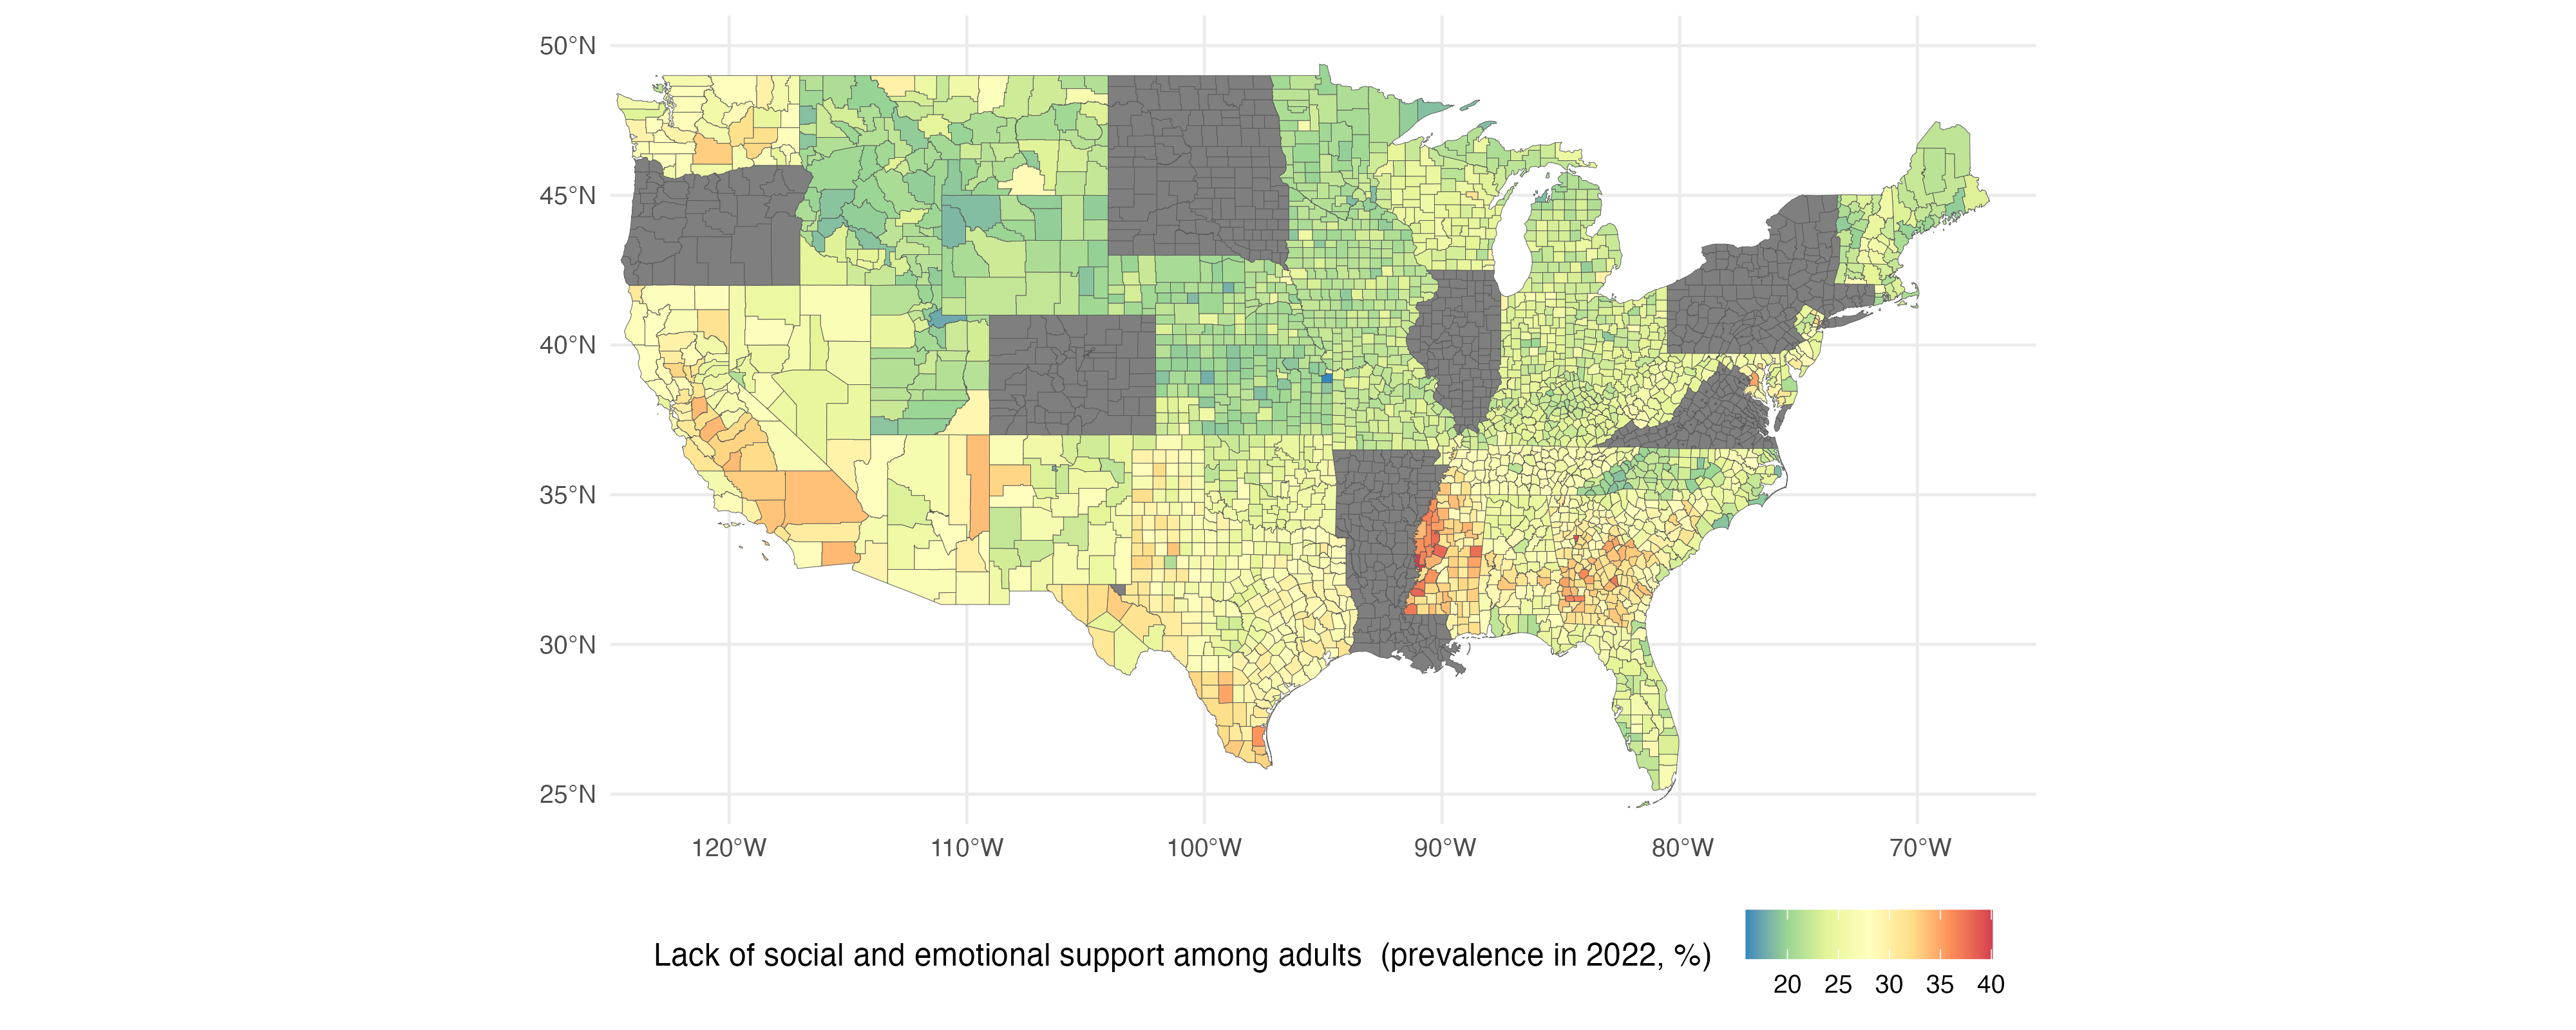 50°N
45°N
40°N
35°N
30°N
25°N
120°W 110°W 100°W 90°W 80°W 70°W
Lack of social and emotional support among adults (prevalence in 2022, %)
20 25 30 35 40